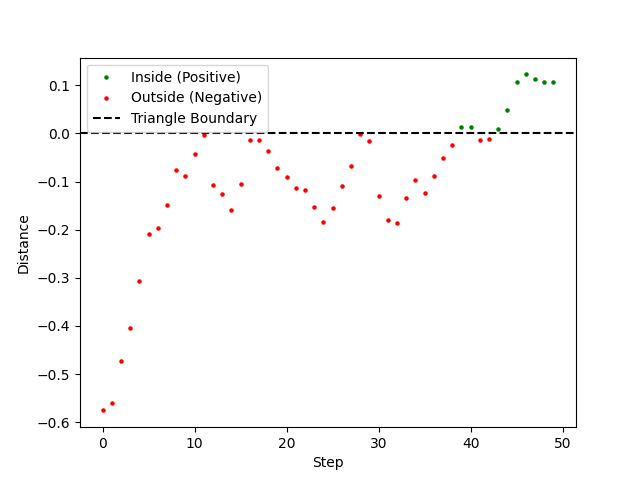 Inside (Positive)
Outside (Negative)
Triangle Boundary
0.1
0.0
−0.1
−0.2
−0.3
−0.4
−0.5
−0.6
Distance
0 10 20 30 40 50
Step